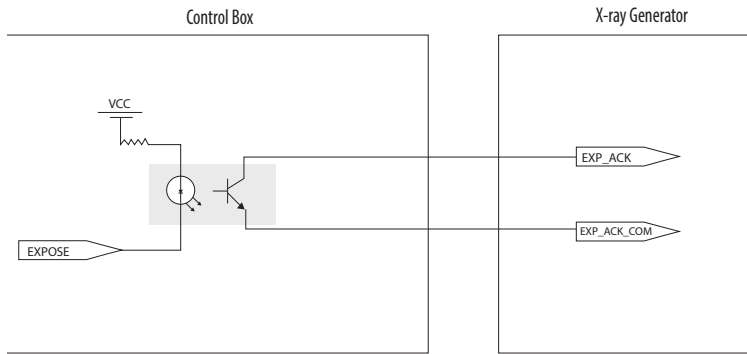 Control Box
X-ray Generator
VCC
EXP_ACK
EXP_ACK_COM
EXPOSE